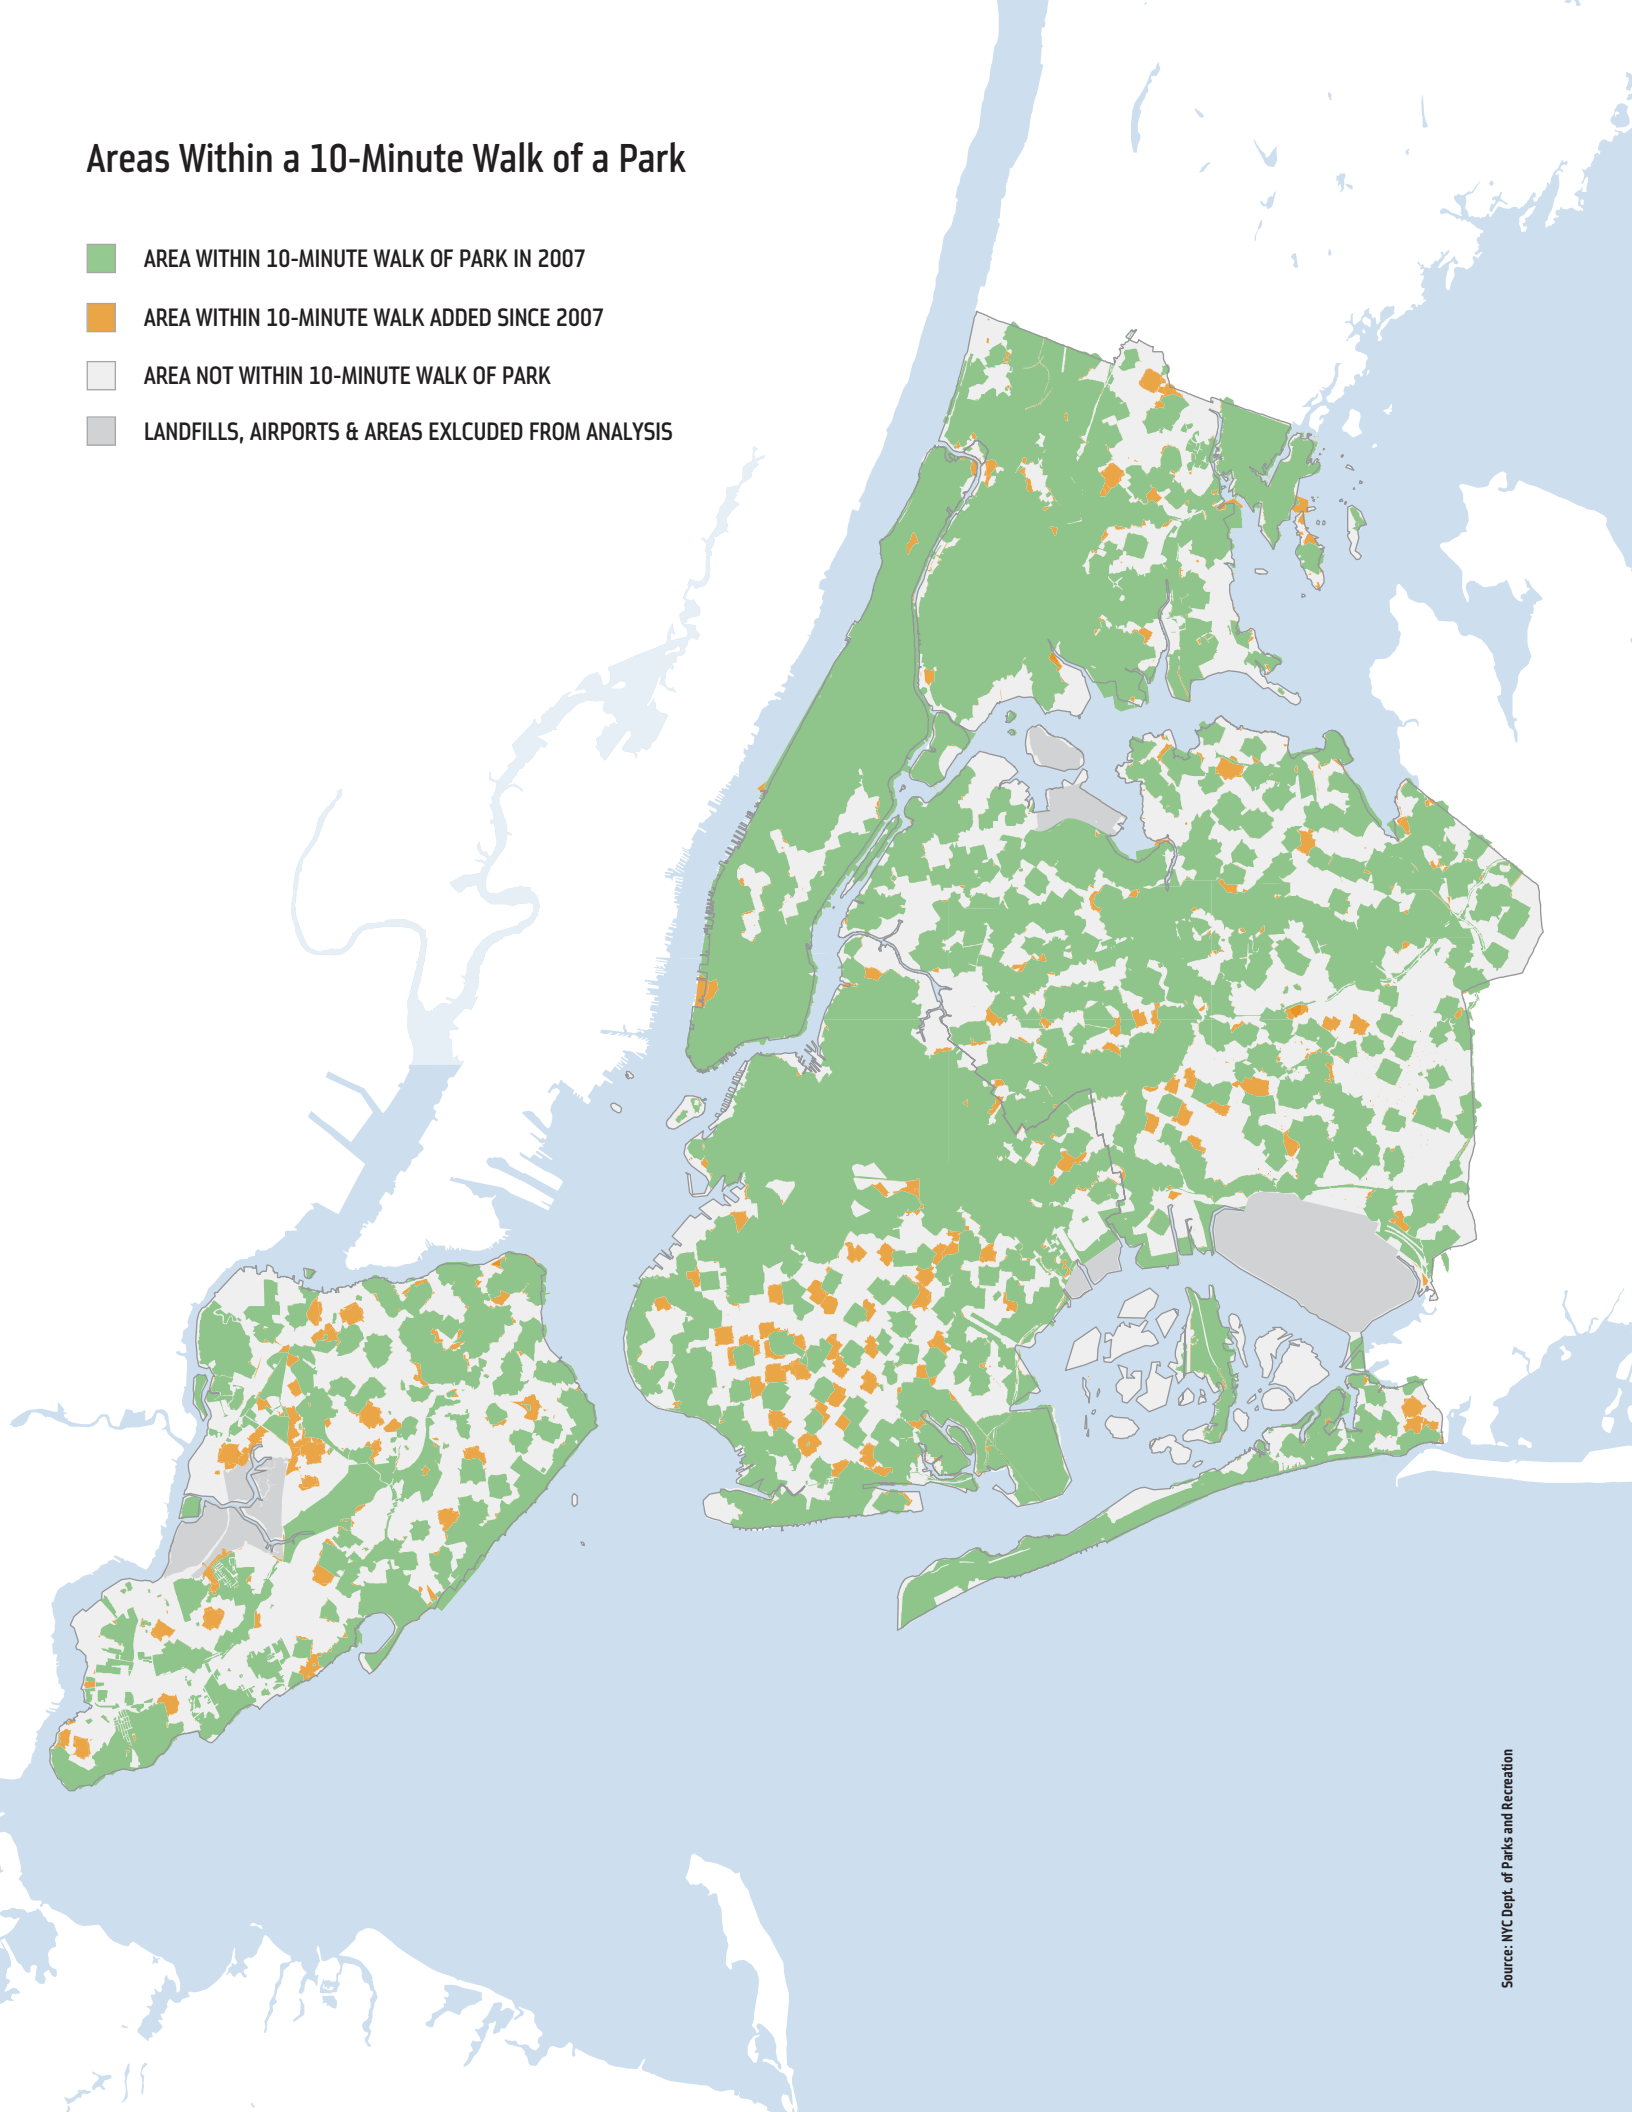 Areas Within a 10-Minute Walk of a Park
AREA WITHIN 10-MINUTE WALK OF PARK IN 2007
AREA WITHIN 10-MINUTE WALK ADDED SINCE 2007
AREA NOT WITHIN 10-MINUTE WALK OF PARK
LANDFILLS, AIRPORTS & AREAS EXLCUDED FROM ANALYSIS
Source: NYC Dept. of Parks and Recreation